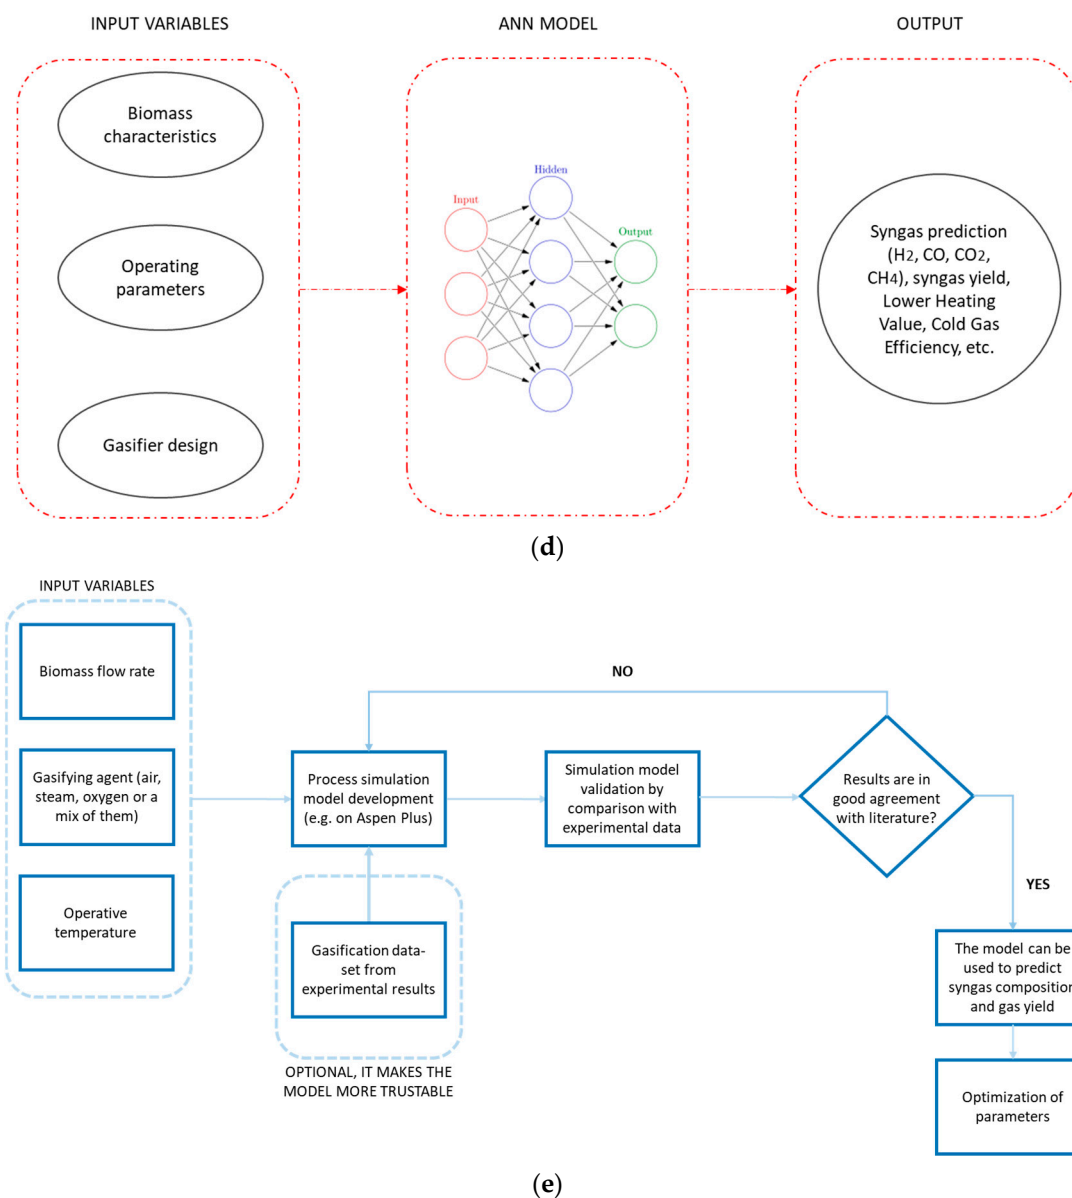 INPUT VARIABLES
ANN MODEL
OUTPUT
Biomass
characteristics
Operating
parameters
Gasifier design
Input
Hidden
Output
Syngas prediction
(H2, CO, CO2,
CH4), syngas yield,
Lower Heating
Value, Cold Gas
Efficiency, etc.
(d)
INPUT VARIABLES
Biomass flow rate
Gasifying agent (air,
steam, oxygen or a
mix of them)
Operative
temperature
Process simulation
model development
(e.g. on Aspen Plus)
Gasification data-
set from
experimental results
OPTIONAL, IT MAKES THE
MODEL MORE TRUSTABLE
Simulation model
validation by
comparison with
experimental data
NO
Results are in
good agreement
with literature?
YES
The model can be
used to predict
syngas composition
and gas yield
Optimization of
parameters
(e)